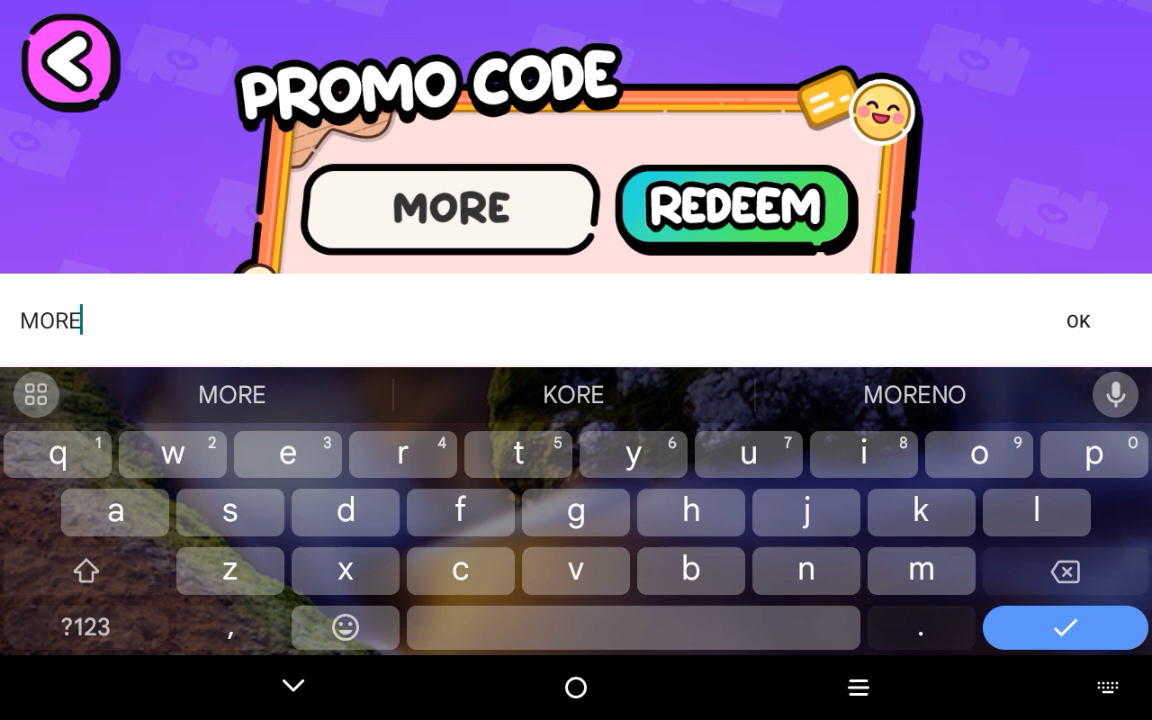 PROMO CODE
MORE REDEEM
MORE OK
MORE KORE MORENO
q 1 w 2 e 3 r 4 t 5 y 6 u 7 i 8 o 9 p 0
a s d f g h j k l
z x c v b n m
?123 , .